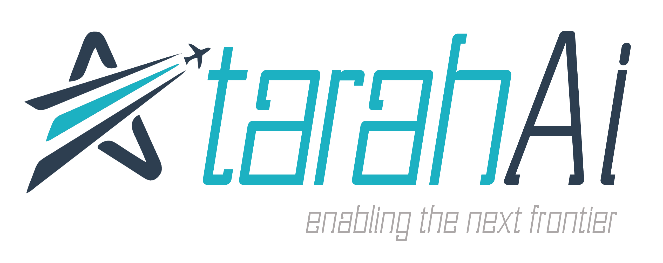 tarahAi
enabling the next frontier